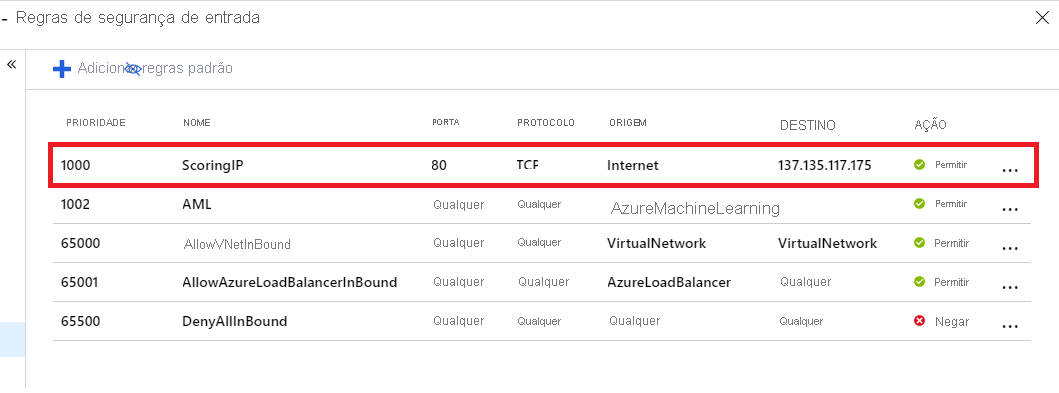 - Regras de segurança de entrada
Adiciona regras padrão
PRIORIDADE NOME PORTA PROTOCOLO ORIGEM DESTINO AÇÃO
1000 ScoringIP 80 TCP Internet 137.135.117.175 Permitir ...
1002 AML Qualquer Qualquer AzureMachineLearning Permitir ...
65000 AllowVNetInBound Qualquer Qualquer VirtualNetwork VirtualNetwork Permitir ...
65001 AllowAzureLoadBalancerInBound Qualquer Qualquer AzureLoadBalancer Qualquer Permitir ...
65500 DenyAllInBound Qualquer Qualquer Qualquer Qualquer Negar ...